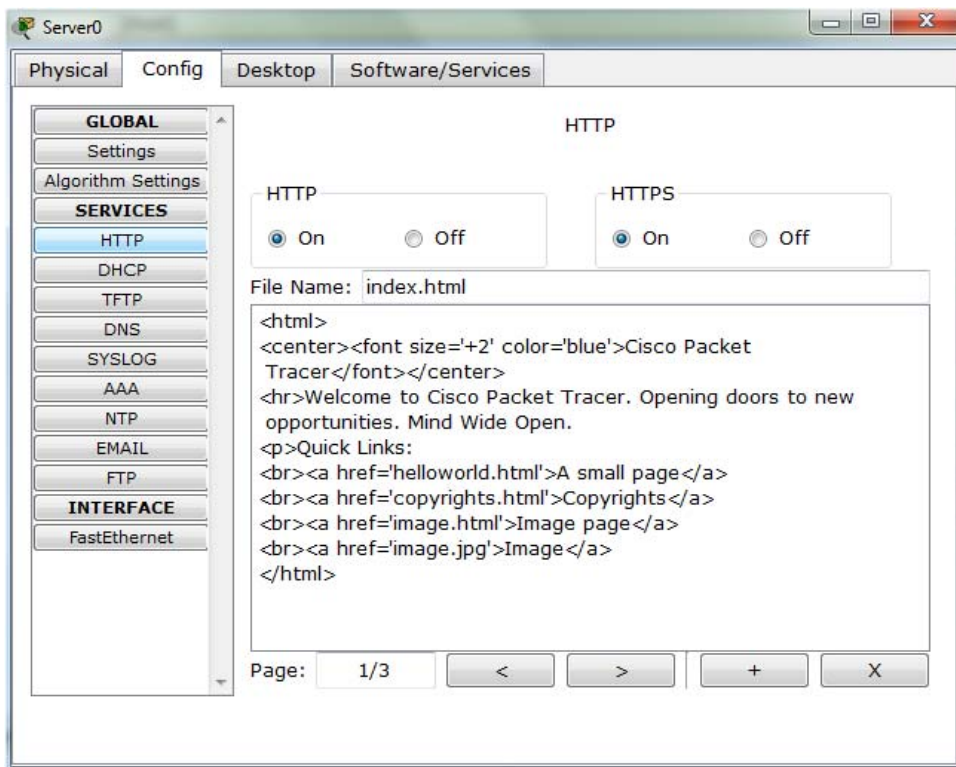 Server0
Physical
Config
Desktop
Software/Services
GLOBAL
Settings
Algorithm Settings
SERVICES
HTTP
DHCP
TFTP
DNS
SYSLOG
AAA
NTP
EMAIL
FTP
INTERFACE
FastEthernet
HTTP
HTTP
On
Off
HTTPS
On
Off
File Name: index.html
<html>
<center><font size='+2' color='blue'>Cisco Packet
Tracer</font></center>
<hr>Welcome to Cisco Packet Tracer. Opening doors to new
opportunities. Mind Wide Open.
<p>Quick Links:
<br><a href='helloworld.html'>A small page</a>
<br><a href='copyrights.html'>Copyrights</a>
<br><a href='image.html'>Image page</a>
<br><a href='image.jpg'>Image</a>
</html>
Page: 1/3 < > + X